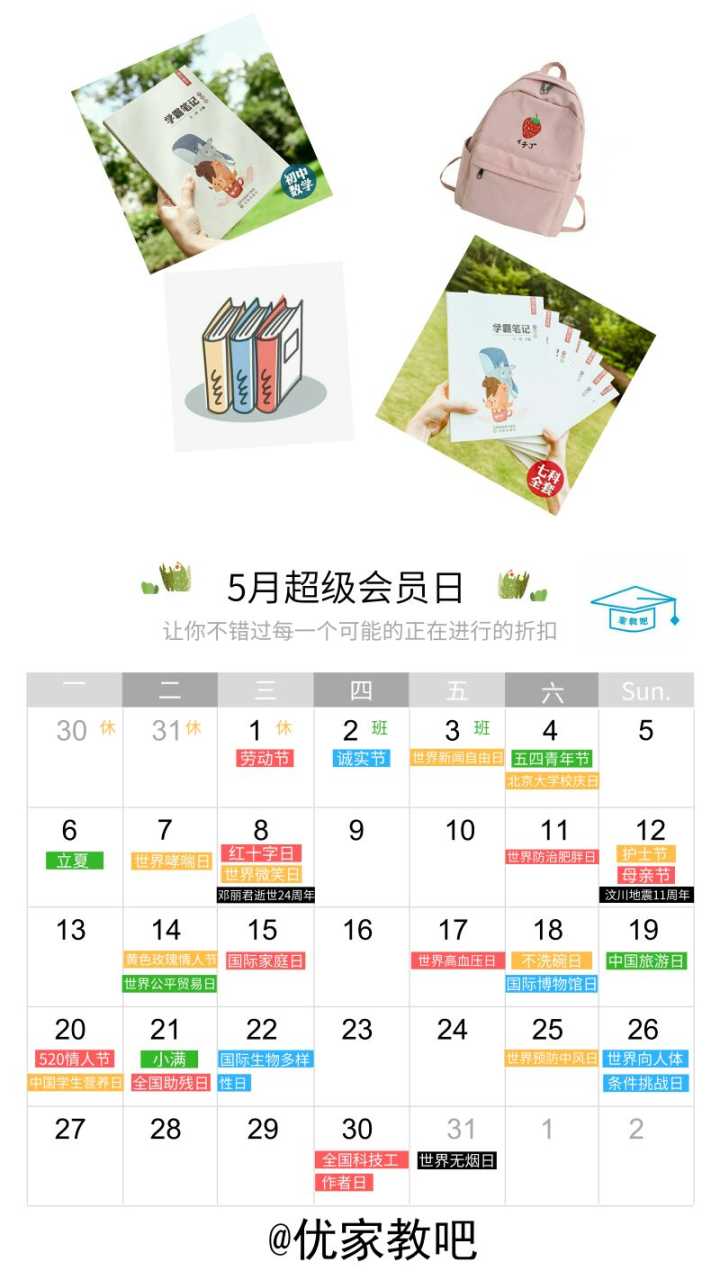 学霸笔记
初中
数学
学霸笔记
七科
全套
5月超级会员日
让你不错过每一个可能的正在进行的折扣
家教吧
一 二 三 四 五 六 Sun.
30 休 31 休 1 休 2 班 3 班 4 5
劳动节 诚实节 世界新闻自由日 五四青年节
北京大学校庆日
6 7 8 9 10 11 12
立夏 世界哮喘日 红十字日 世界防治肥胖日 护士节
世界微笑日 母亲节
邓丽君逝世24周年 汶川地震11周年
13 14 15 16 17 18 19
黄色玫瑰情人节 国际家庭日 世界高血压日 不洗碗日 中国旅游日
世界公平贸易日 国际博物馆日
20 21 22 23 24 25 26
520情人节 小满 国际生物多样 世界预防中风日 世界向人体
中国学生营养日 全国助残日 性日 条件挑战日
27 28 29 30 31 1 2
全国科技工 世界无烟日
作者日
@优家教吧